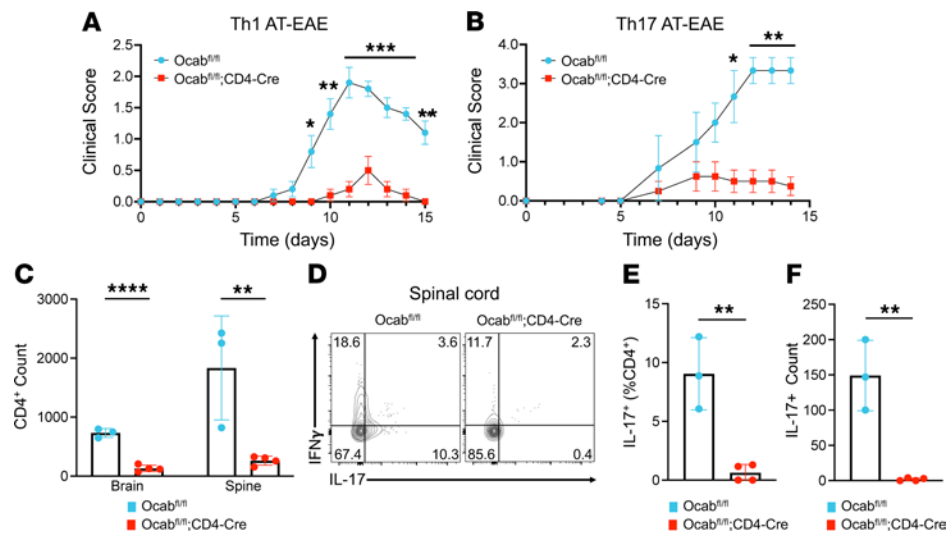 A
Th1 AT-EAE
2.5
2.0
1.5
1.0
0.5
0.0
Clinical Score
Ocabfl/fl
Ocabfl/fl;CD4-Cre
*
**
***
**
0
5
10
15
Time (days)
B
Th17 AT-EAE
4.0
3.0
2.0
1.0
0.0
Clinical Score
Ocabfl/fl
Ocabfl/fl;CD4-Cre
*
**
0
5
10
15
Time (days)
C
3000
2000
1000
0
CD4+ Count
****
**
Brain
Spine
Ocabfl/fl
Ocabfl/fl;CD4-Cre
D
Spinal cord
Ocabfl/fl
Ocabfl/fl;CD4-Cre
18.6
3.6
11.7
2.3
67.4
10.3
85.6
0.4
IFNγ
IL-17
E
15
10
5
0
IL-17+ (%CD4+)
**
Ocabfl/fl
Ocabfl/fl;CD4-Cre
F
250
200
150
100
50
0
IL-17+ Count
**
Ocabfl/fl
Ocabfl/fl;CD4-Cre